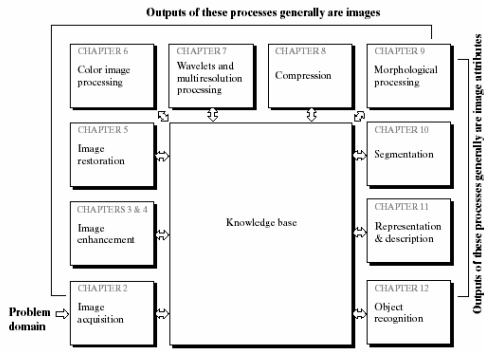 Outputs of these processes generally are images
CHAPTER 6
Color image
processing
CHAPTER 7
Wavelets and
multiresolution
processing
CHAPTER 8
Compression
CHAPTER 9
Morphological
processing
CHAPTER 5
Image
restoration
CHAPTER 10
Segmentation
CHAPTERS 3 & 4
Image
enhancement
Knowledge base
CHAPTER 11
Representation
& description
Problem
domain
CHAPTER 2
Image
acquisition
CHAPTER 12
Object
recognition
Outputs of these processes generally are image attributes